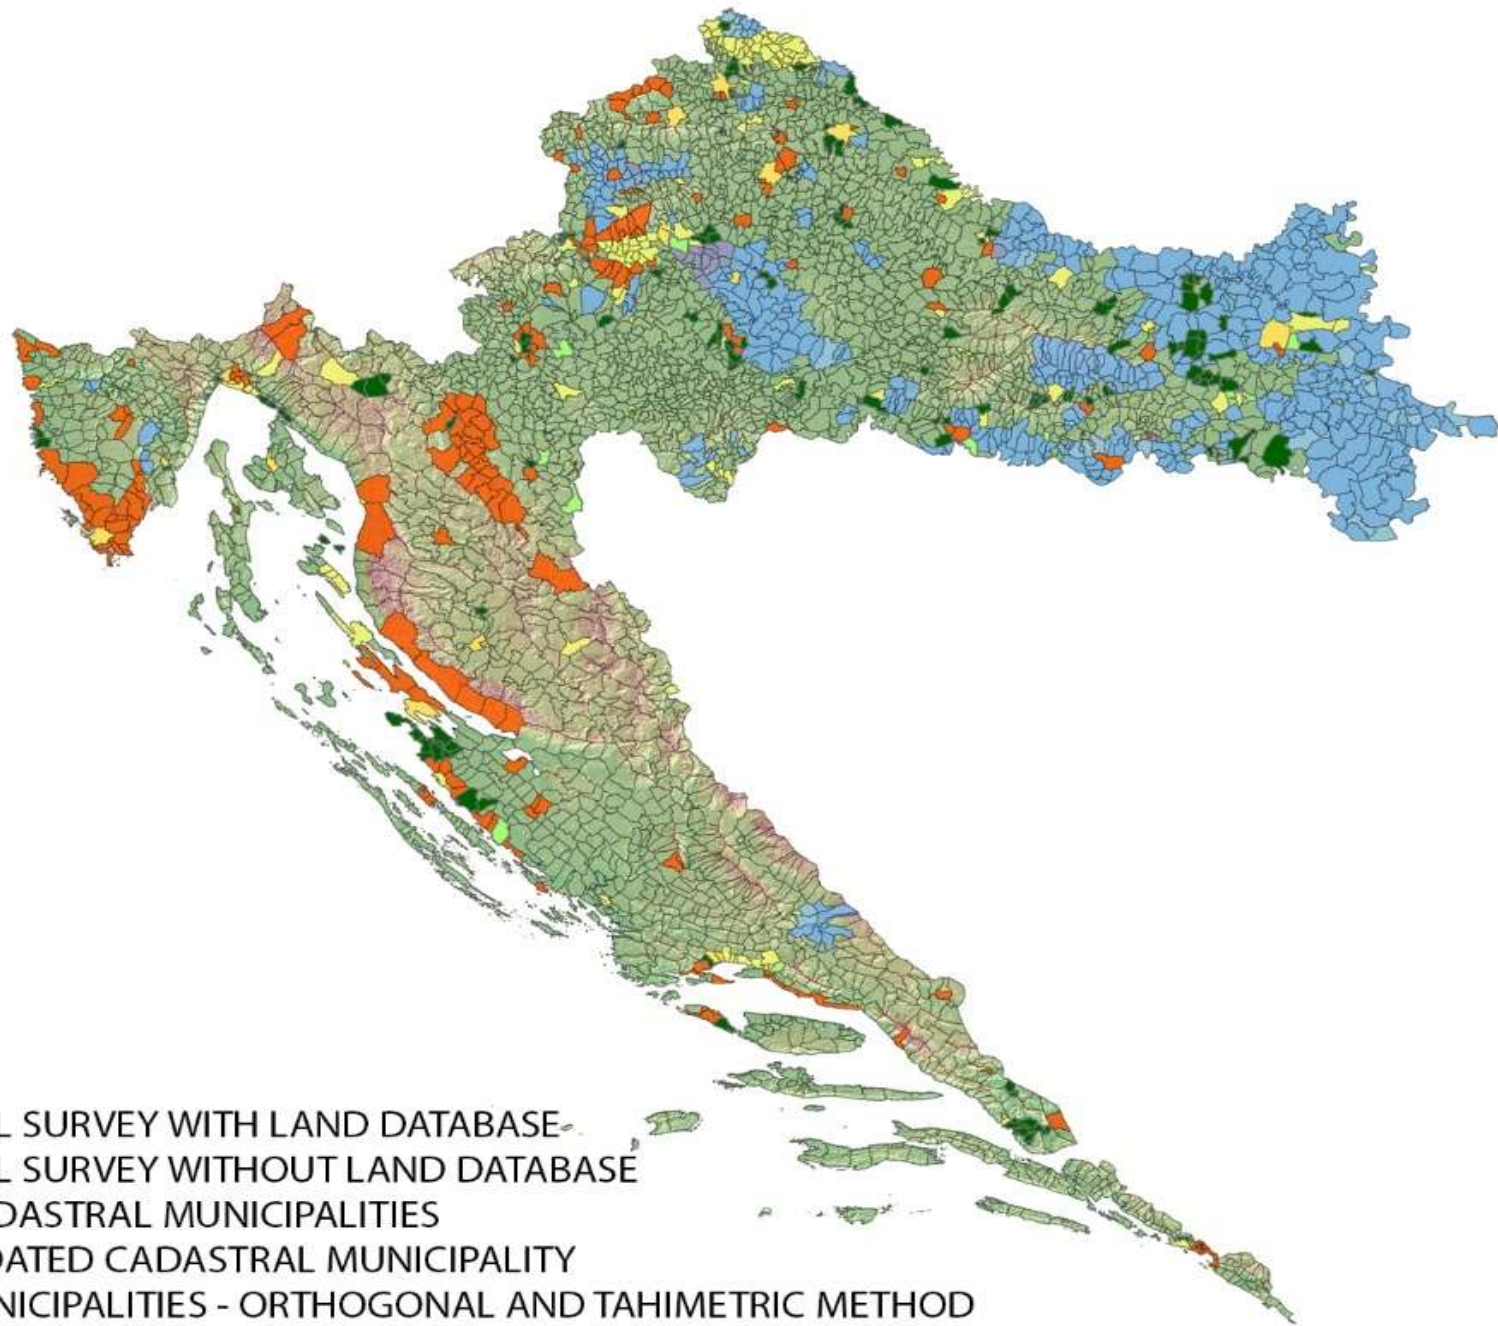 L SURVEY WITH LAND DATABASE
L SURVEY WITHOUT LAND DATABASE
DASTRAL MUNICIPALITIES
DATED CADASTRAL MUNICIPALITY
NICIPALITIES - ORTHOGONAL AND TAHIMETRIC METHOD